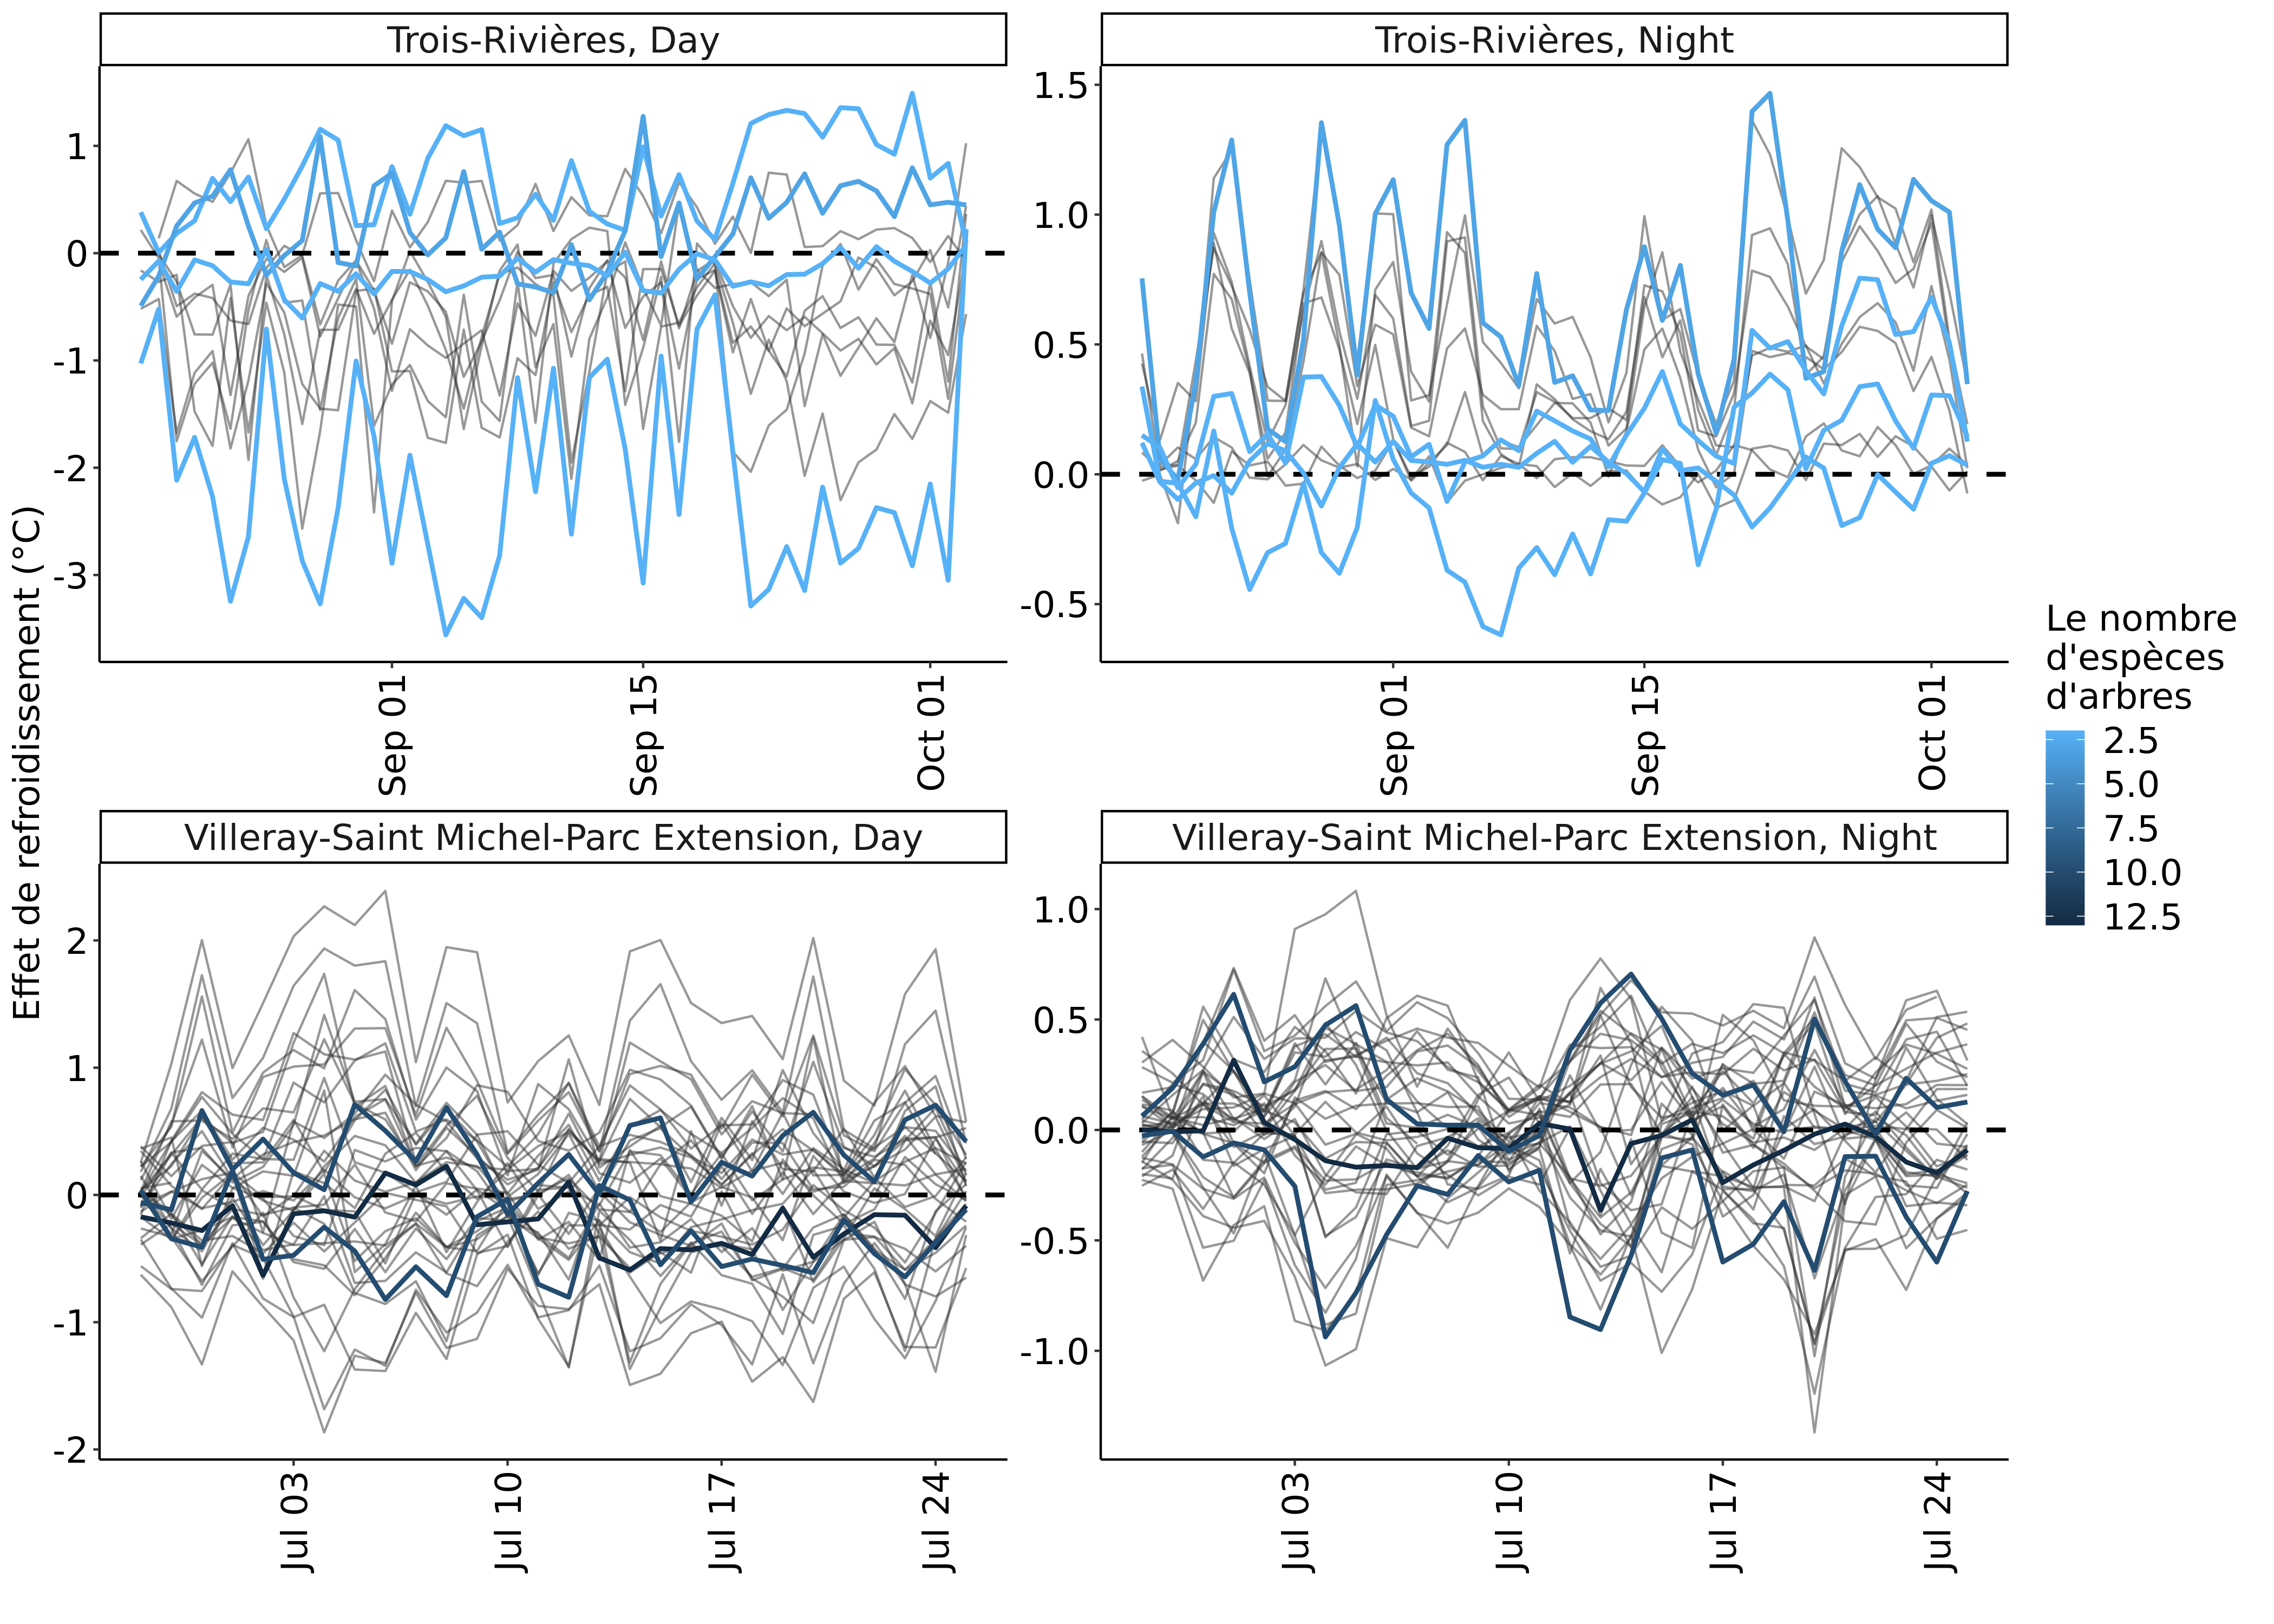 Effet de refroidissement (°C)
Trois-Rivières, Day
1
0
-1
-2
-3
Sep 01
Sep 15
Oct 01
Trois-Rivières, Night
1.5
1.0
0.5
0.0
-0.5
Sep 01
Sep 15
Oct 01
Villeray-Saint Michel-Parc Extension, Day
2
1
0
-1
-2
Jul 03
Jul 10
Jul 17
Jul 24
Villeray-Saint Michel-Parc Extension, Night
1.0
0.5
0.0
-0.5
-1.0
Jul 03
Jul 10
Jul 17
Jul 24
Le nombre
d'espèces
d'arbres
2.5
5.0
7.5
10.0
12.5